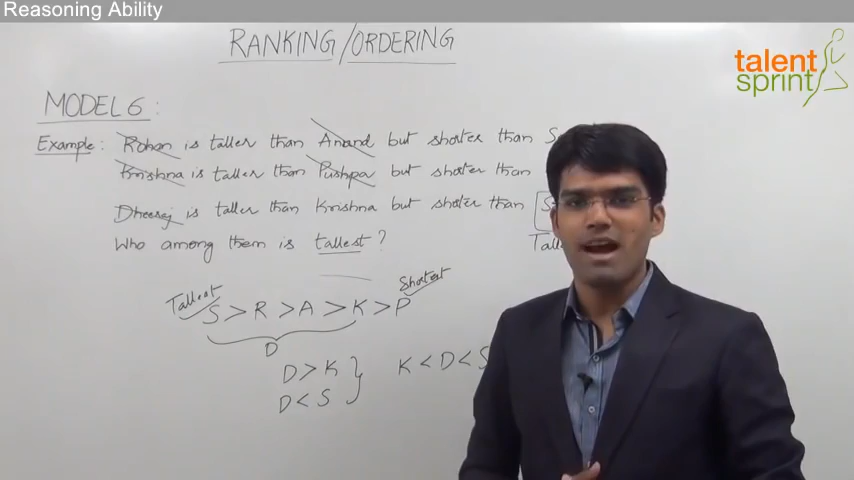 Reasoning Ability
RANKING/ORDERING
talent
sprint
MODEL 6 :
Example : Rohan is taller than Anand but shorter than
Krishna is taller than Pushpa but shorter than
Dheeraj is taller than Krishna but shorter than
Who among them is tallest ?
Tallest
Shortest
S > R > A > K > P
D
D > K
K < D < S
D < S